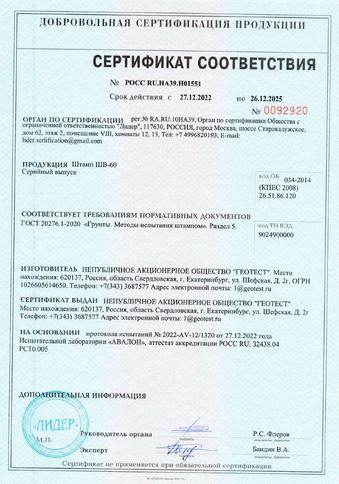 ДОБРОВОЛЬНАЯ СЕРТИФИКАЦИЯ ПРОДУКЦИИ
СЕРТИФИКАТ СООТВЕТСТВИЯ
№ РОСС RU.НА39.Н01551
Срок действия с 27.12.2022 по 26.12.2025
№ 0092920
ОРГАН ПО СЕРТИФИКАЦИИ рег.№ RA.RU.10НА39, Орган по сертификации Общества с
ограниченной ответственностью "Лидер", 117630, РОССИЯ, город Москва, шоссе Старокалужское,
дом 62, этаж 2, помещение VIII, комнаты 12, 13, Тел: +7 4996820193, E-mail:
lider.sertification@gmail.com
ПРОДУКЦИЯ Штамп ШВ-60
Серийный выпуск
код ОК 034-2014
(КПЕС 2008)
26.51.86.120
СООТВЕТСТВУЕТ ТРЕБОВАНИЯМ НОРМАТИВНЫХ ДОКУМЕНТОВ
ГОСТ 20276.1-2020 «Грунты. Методы испытания штампом». Раздел 5.
код ТН ВЭД
9024900000
ИЗГОТОВИТЕЛЬ НЕПУБЛИЧНОЕ АКЦИОНЕРНОЕ ОБЩЕСТВО "ГЕОТЕСТ". Место
нахождения: 620137, Россия, область Свердловская, г. Екатеринбург, ул. Шефская, Д. 2г, ОГРН
1026605614650. Телефон: +7(343) 3687577 Адрес электронной почты: 1@geotest.ru
СЕРТИФИКАТ ВЫДАН НЕПУБЛИЧНОЕ АКЦИОНЕРНОЕ ОБЩЕСТВО "ГЕОТЕСТ"
Место нахождения: 620137, Россия, область Свердловская, г. Екатеринбург, ул. Шефская, Д. 2г
Телефон: +7(343) 3687577 Адрес электронной почты: 1@geotest.ru
НА ОСНОВАНИИ протокола испытаний № 2022-AV-12/1320 от 27.12.2022 года
Испытательной лаборатории «АВАЛОН», аттестат аккредитации РОСС RU. 32438.04
РСТ0.005
ДОПОЛНИТЕЛЬНАЯ ИНФОРМАЦИЯ
ЛИДЕР
М.П.
Руководитель органа Р.С. Флеров
Эксперт Бандин В.А.
Сертификат не применяется при обязательной сертификации